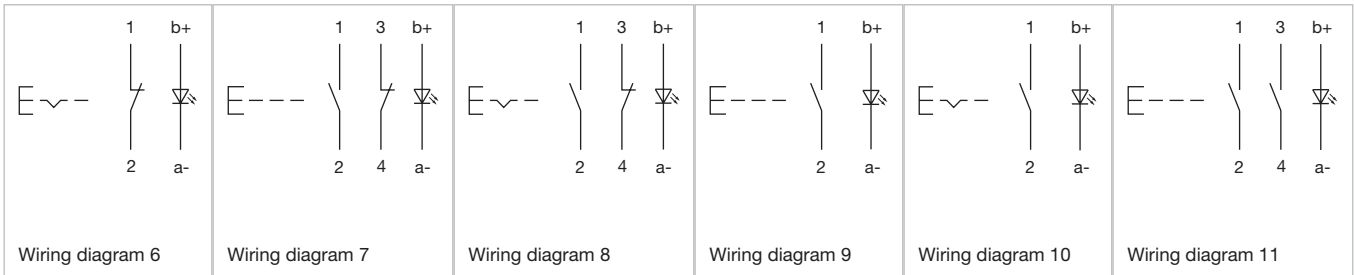 1 b+ 1 3 b+ 1 3 b+ 1 b+ 1 b+ 1 3 b+
2 a- 2 4 a- 2 4 a- 2 a- 2 a- 2 4 a-
Wiring diagram 6 Wiring diagram 7 Wiring diagram 8 Wiring diagram 9 Wiring diagram 10 Wiring diagram 11